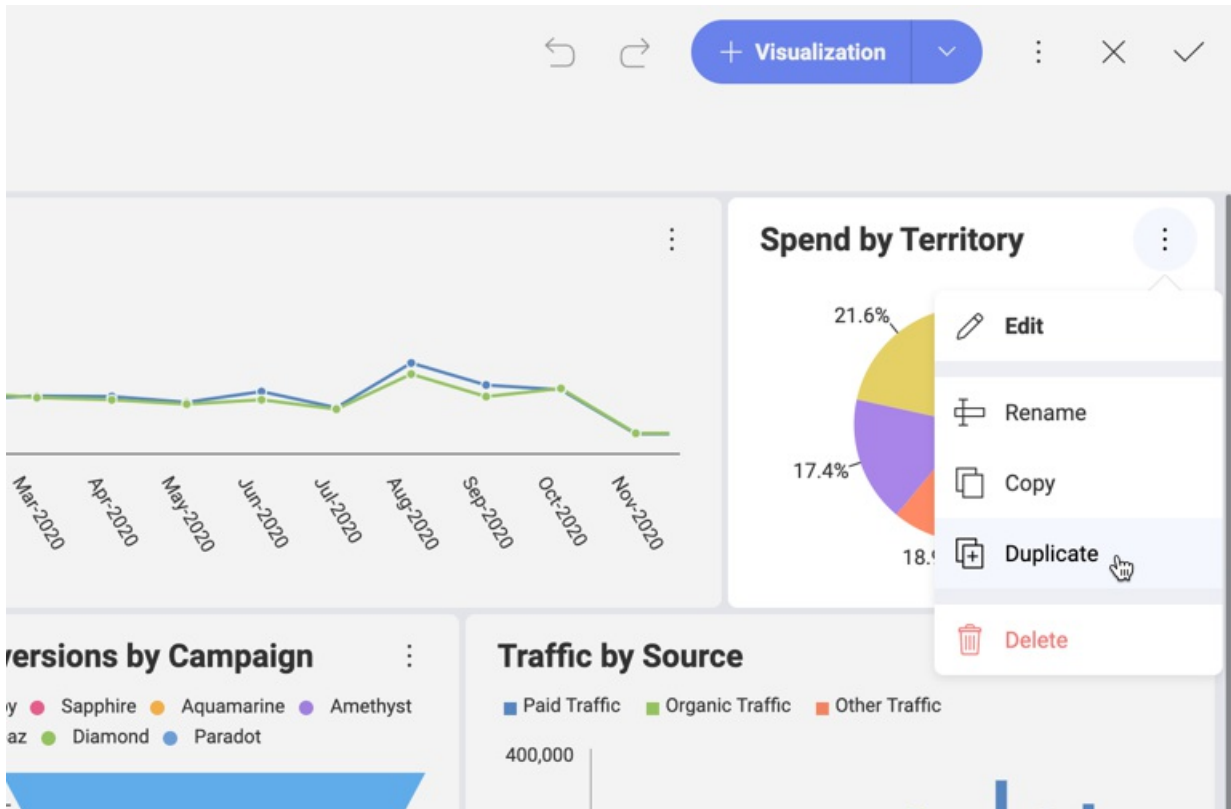 + Visualization
Spend by Territory
21.6%
17.4%
Edit
Rename
Copy
Duplicate
Delete
Mar-2020
Apr-2020
May-2020
Jun-2020
Jul-2020
Aug-2020
Sep-2020
Oct-2020
Nov-2020
by Campaign
Sapphire Aquamarine Amethyst
Diamond Paradot
Traffic by Source
Paid Traffic Organic Traffic Other Traffic
400,000